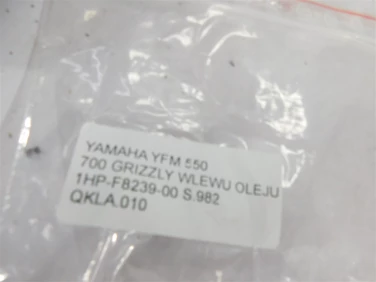 YAMAHA YFM 550
700 GRIZZLY WLEWU OLEJU
1HP-F8239-00 S.982
QKLA.010